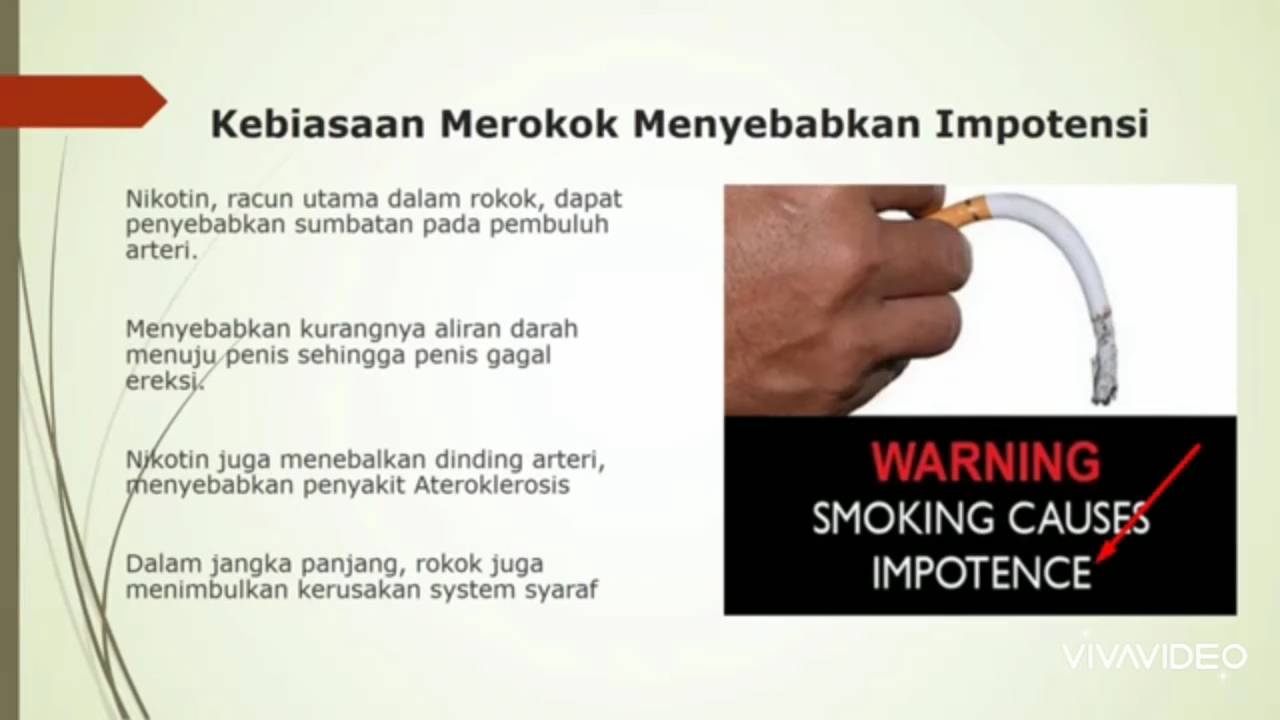 Kebiasaan Merokok Menyebabkan Impotensi
Nikotin, racun utama dalam rokok, dapat
penyebabkan sumbatan pada pembuluh
arteri.
Menyebabkan kurangnya aliran darah
menuju penis sehingga penis gagal
ereksi.
Nikotin juga menebalkan dinding arteri,
menyebabkan penyakit Ateroklerosis
Dalam jangka panjang, rokok juga
menimbulkan kerusakan system syaraf
WARNING
SMOKING CAUSES
IMPOTENCE
VIVAVIDEO